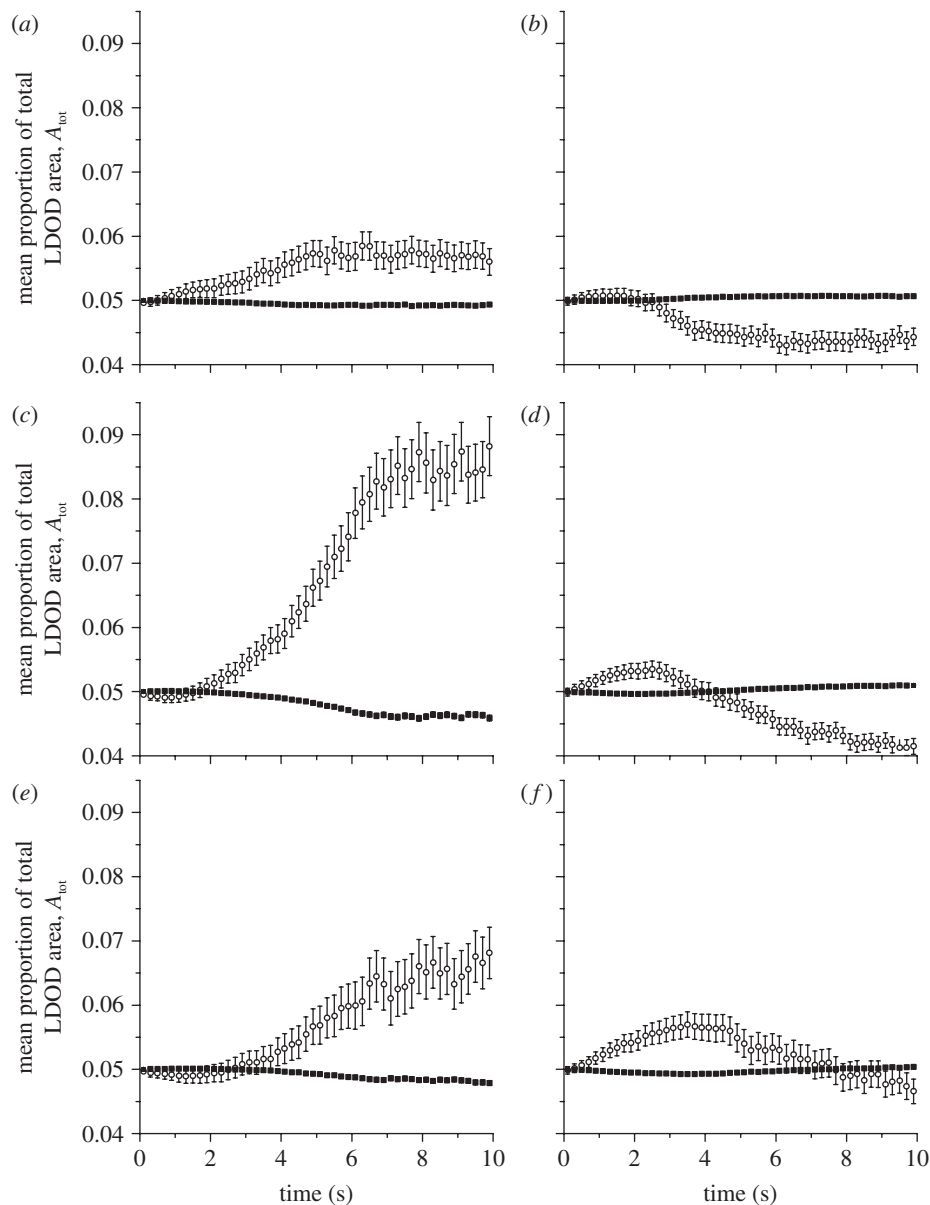 (a)
0.09
0.08
0.07
0.06
0.05
0.04
mean proportion of total
LDOD area, A_tot
(b)
(c)
0.09
0.08
0.07
0.06
0.05
0.04
mean proportion of total
LDOD area, A_tot
(d)
(e)
0.09
0.08
0.07
0.06
0.05
0.04
mean proportion of total
LDOD area, A_tot
0 2 4 6 8 10
time (s)
(f)
0 2 4 6 8 10
time (s)